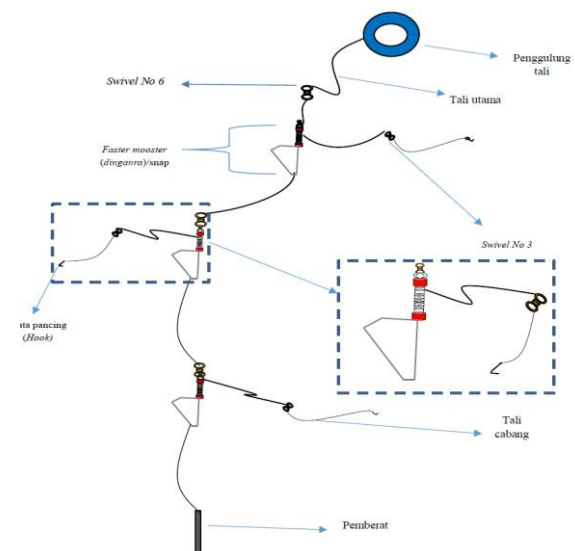 Penggulung
tali
Swivel No 6
Tali utama
Faster mooster
(dinganra)/snap
Swivel No 3
ata pancing
(Hook)
Tali
cabang
Pemberat